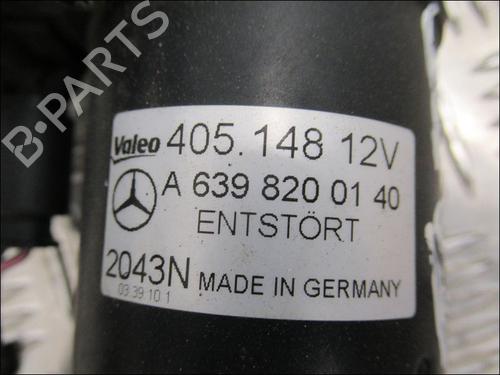 B-PARTS
Valeo 405.148 12V
A 639 820 01 40
ENTSTÖRT
2043N MADE IN GERMANY
03 39 10 1